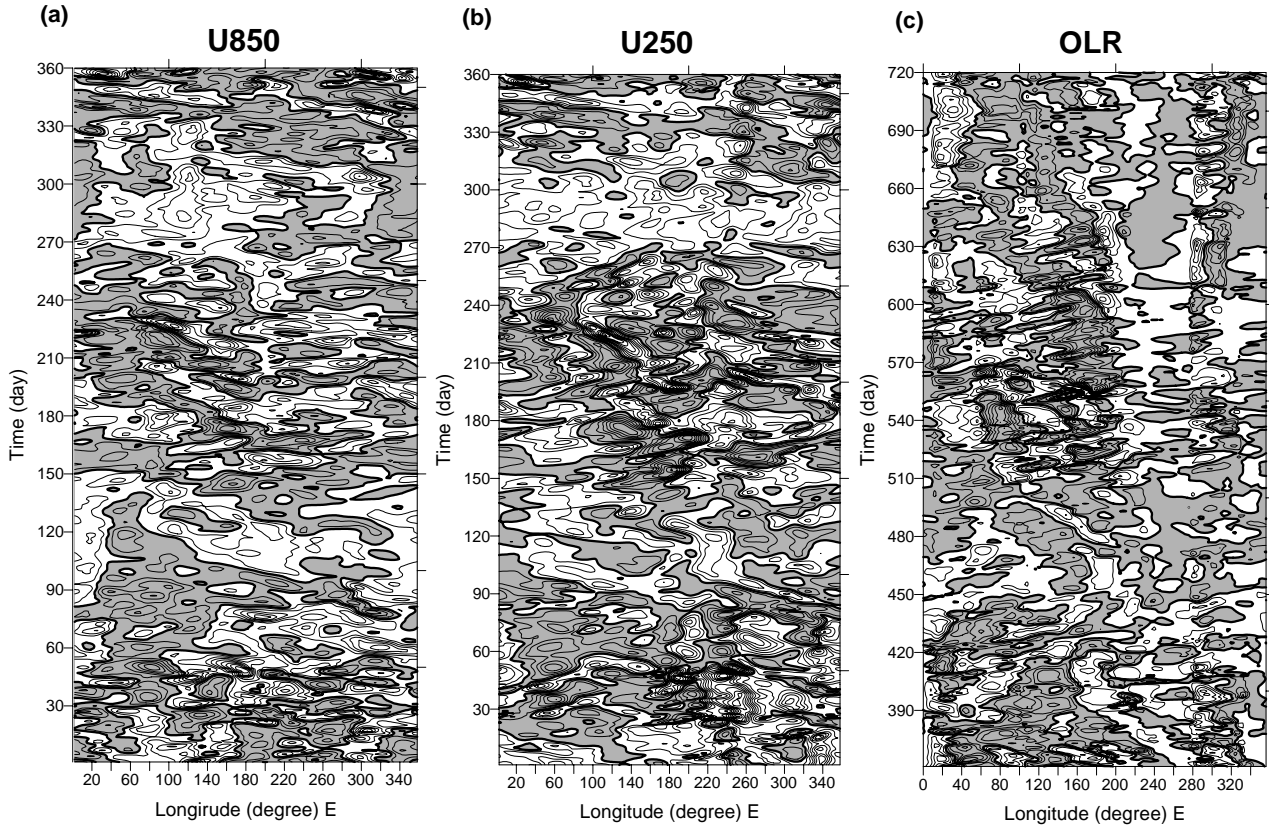 (a)
U850
360
330
300
270
240
210
180
150
120
90
60
30
Time (day)
20 60 100 140 180 220 260 300 340
Longirude (degree) E
(b)
U250
360
330
300
270
240
210
180
150
120
90
60
30
Time (day)
20 60 100 140 180 220 260 300 340
Longitude (degree) E
(c)
OLR
720
690
660
630
600
570
540
510
480
450
420
390
Time (day)
0 40 80 120 160 200 240 280 320
Longitude (degree) E